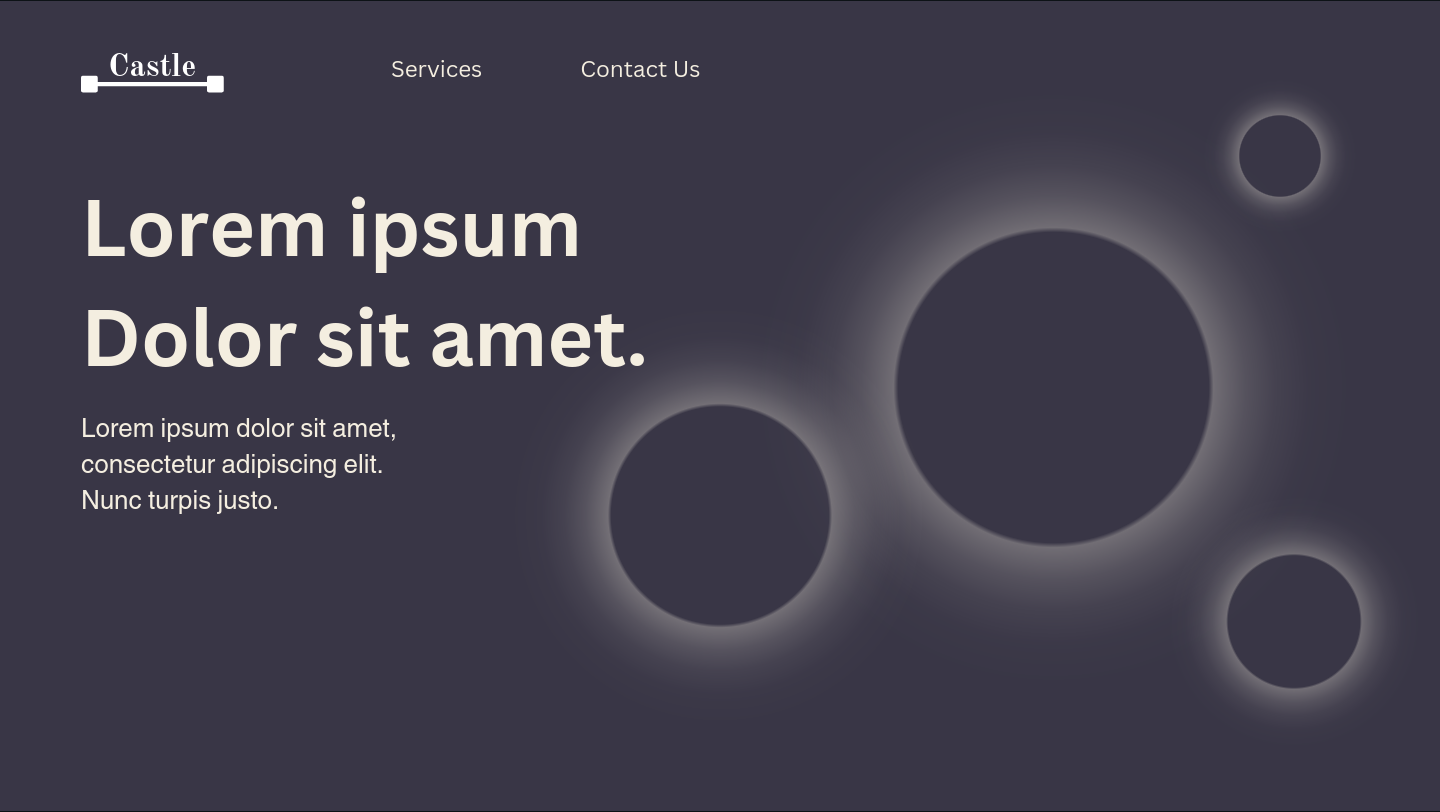 Castle
Services
Contact Us
Lorem ipsum
Dolor sit amet.
Lorem ipsum dolor sit amet,
consectetur adipiscing elit.
Nunc turpis justo.